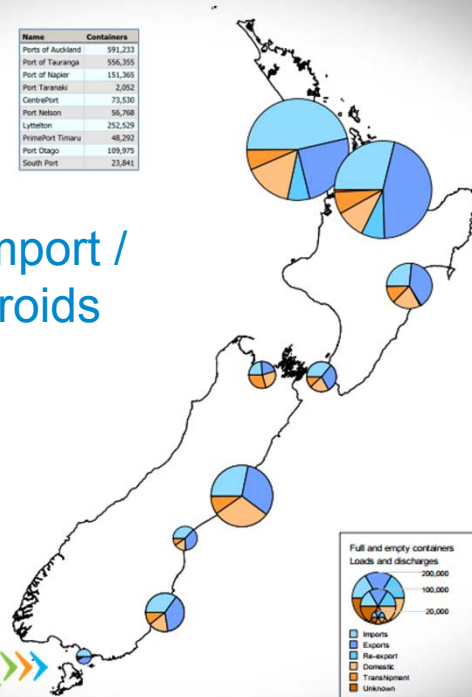 Name Containers
Ports of Auckland 591,233
Port of Tauranga 556,355
Port of Napier 151,365
Port Taranaki 2,052
CentrePort 73,530
Port Nelson 56,768
Lyttelton 252,529
PrimePort Timaru 48,292
Port Otago 109,975
South Port 23,841
mport /
roids
Full and empty containers
Loads and discharges
200,000
100,000
20,000
Imports
Exports
Re-export
Domestic
Transhipment
Unknown